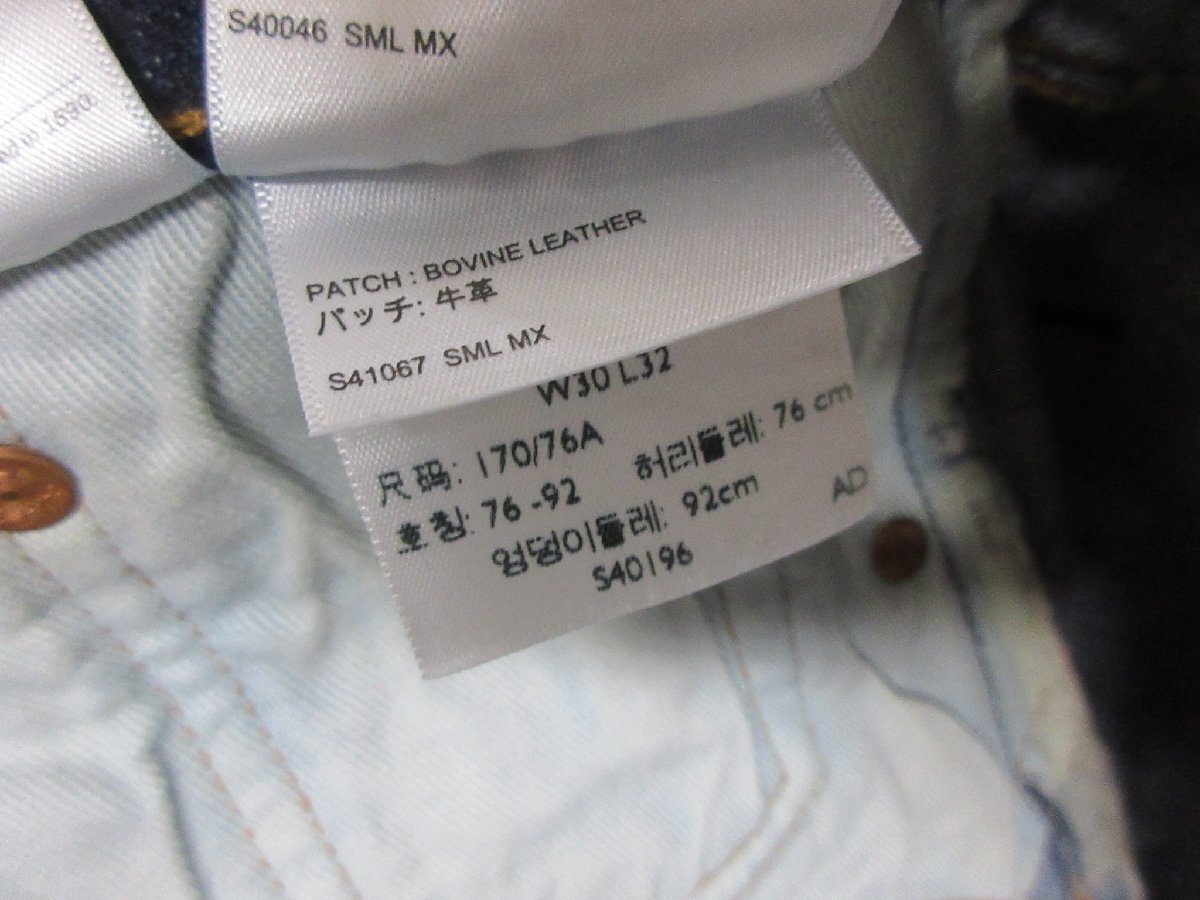 S40046 SML MX
1890.
PATCH : BOVINE LEATHER
パッチ: 牛革
S41067 SML MX
W30 L32
尺码: 170/76A
호칭: 76 -92 허리둘레: 76 cm
엉덩이둘레: 92cm AD
S40196